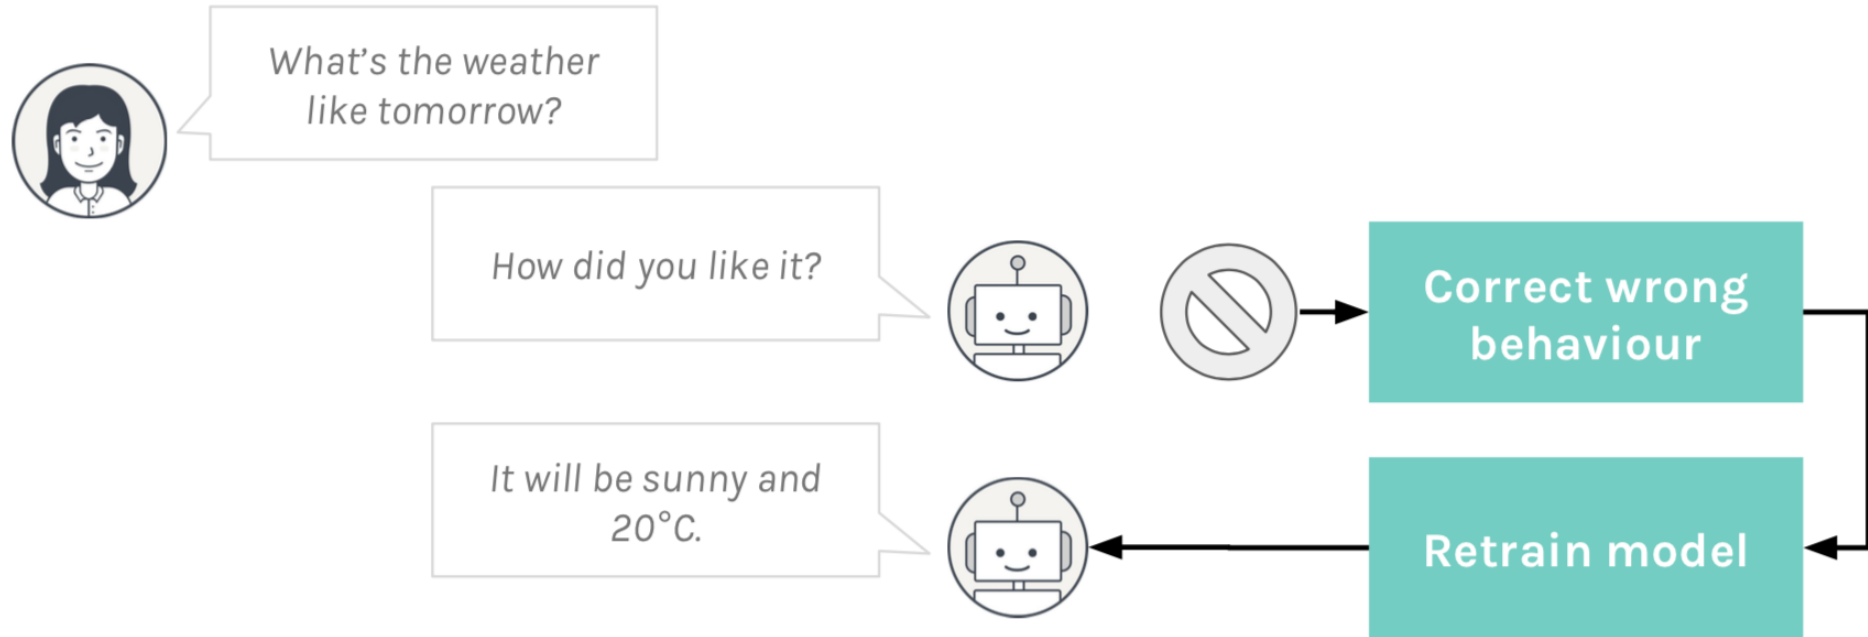 What's the weather
like tomorrow?
How did you like it?
Correct wrong
behaviour
It will be sunny and
20°C.
Retrain model